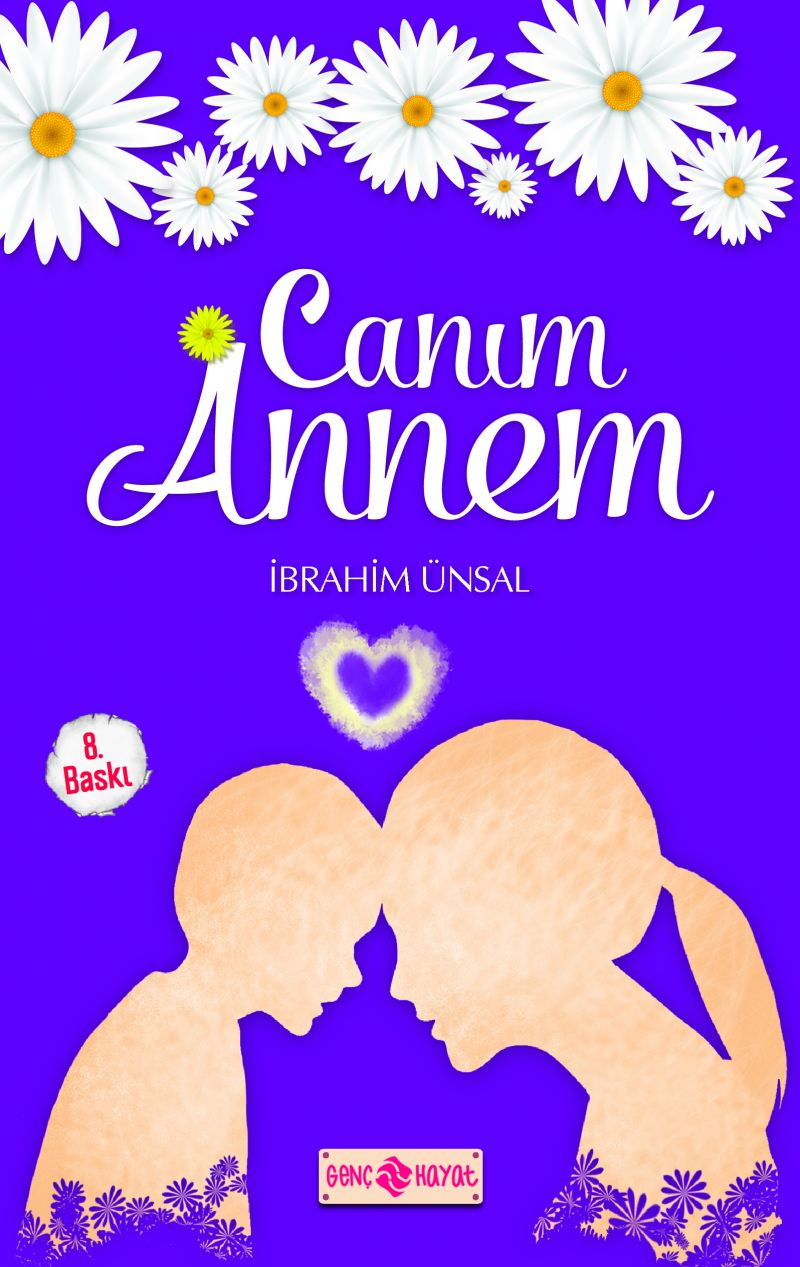 Canım
Annem
İBRAHİM ÜNSAL
8.
Baskı
GENÇ HAYAT